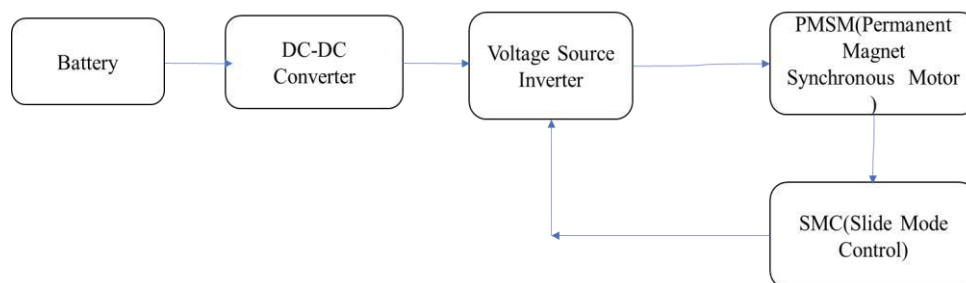 Battery
DC-DC
Converter
Voltage Source
Inverter
PMSM(Permanent
Magnet
Synchronous Motor
)
SMC(Slide Mode
Control)